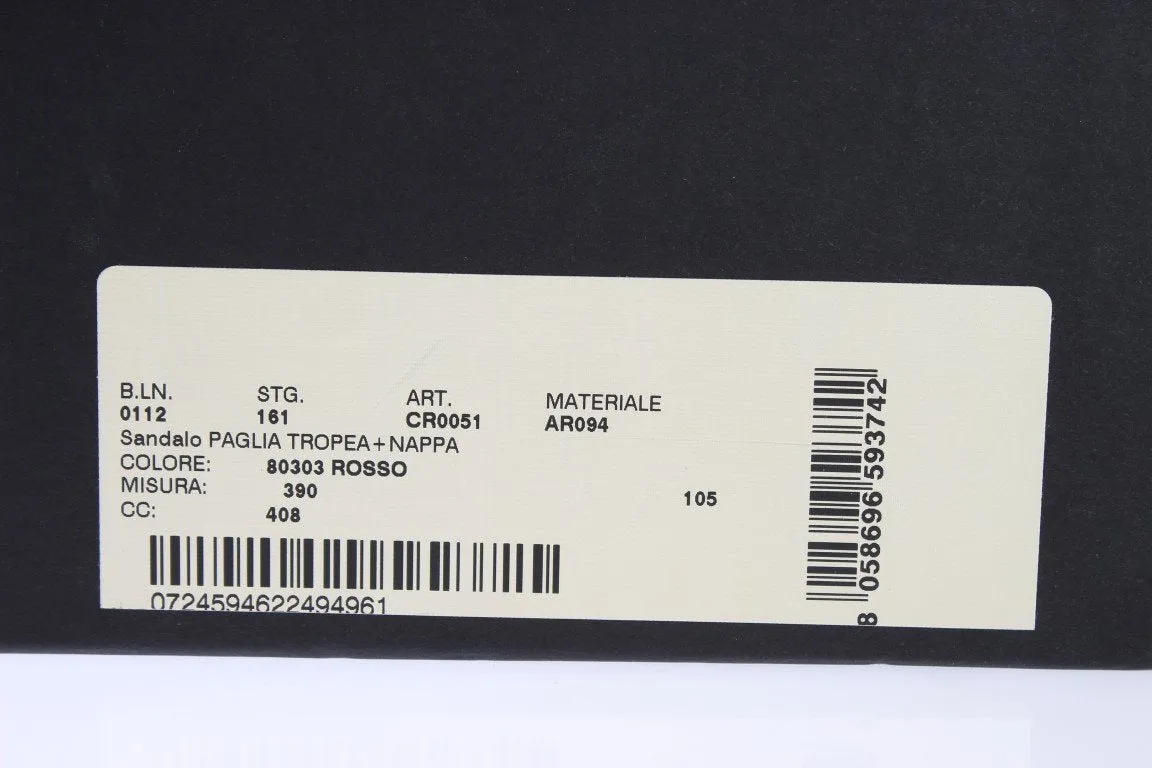 B.LN. STG. ART. MATERIALE
0112 161 CR0051 AR094
Sandalo PAGLIA TROPEA+NAPPA
COLORE: 80303 ROSSO
MISURA: 390 105
CC: 408
0724594622494961
8 058696 593742